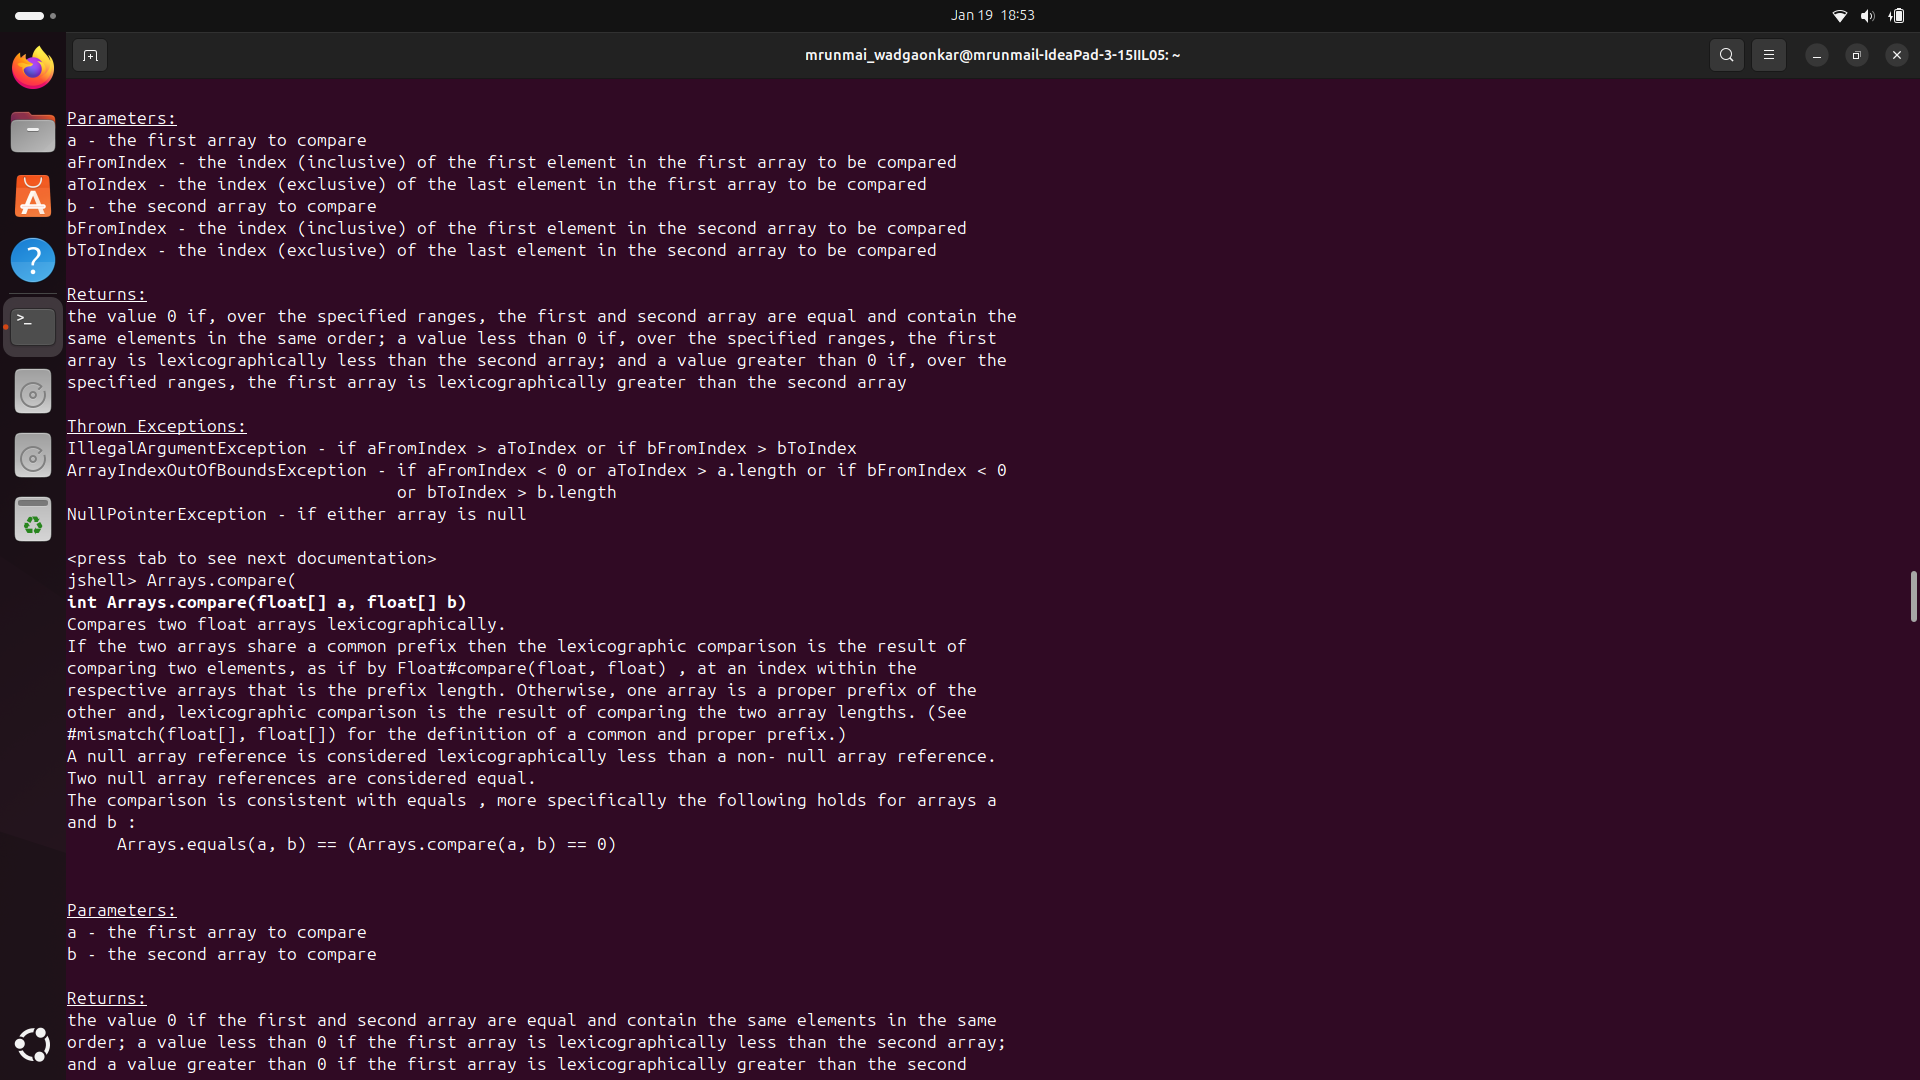 Jan 19 18:53
mrunmai_wadgaonkar@mrunmail-IdeaPad-3-15IIL05: ~
Parameters:
a - the first array to compare
aFromIndex - the index (inclusive) of the first element in the first array to be compared
aToIndex - the index (exclusive) of the last element in the first array to be compared
b - the second array to compare
bFromIndex - the index (inclusive) of the first element in the second array to be compared
bToIndex - the index (exclusive) of the last element in the second array to be compared
Returns:
the value 0 if, over the specified ranges, the first and second array are equal and contain the
same elements in the same order; a value less than 0 if, over the specified ranges, the first
array is lexicographically less than the second array; and a value greater than 0 if, over the
specified ranges, the first array is lexicographically greater than the second array
Thrown Exceptions:
IllegalArgumentException - if aFromIndex > aToIndex or if bFromIndex > bToIndex
ArrayIndexOutOfBoundsException - if aFromIndex < 0 or aToIndex > a.length or if bFromIndex < 0
or bToIndex > b.length
NullPointerException - if either array is null
<press tab to see next documentation>
jshell> Arrays.compare(
int Arrays.compare(float[] a, float[] b)
Compares two float arrays lexicographically.
If the two arrays share a common prefix then the lexicographic comparison is the result of
comparing two elements, as if by Float#compare(float, float) , at an index within the
respective arrays that is the prefix length. Otherwise, one array is a proper prefix of the
other and, lexicographic comparison is the result of comparing the two array lengths. (See
#mismatch(float[], float[]) for the definition of a common and proper prefix.)
A null array reference is considered lexicographically less than a non- null array reference.
Two null array references are considered equal.
The comparison is consistent with equals , more specifically the following holds for arrays a
and b :
Arrays.equals(a, b) == (Arrays.compare(a, b) == 0)
Parameters:
a - the first array to compare
b - the second array to compare
Returns:
the value 0 if the first and second array are equal and contain the same elements in the same
order; a value less than 0 if the first array is lexicographically less than the second array;
and a value greater than 0 if the first array is lexicographically greater than the second